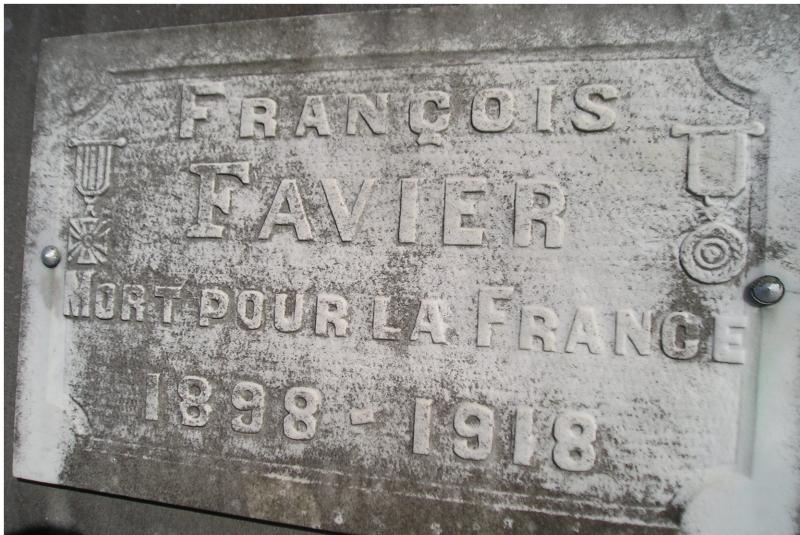 FRANÇOIS
FAVIER
MORT POUR LA FRANCE
1898 - 1918